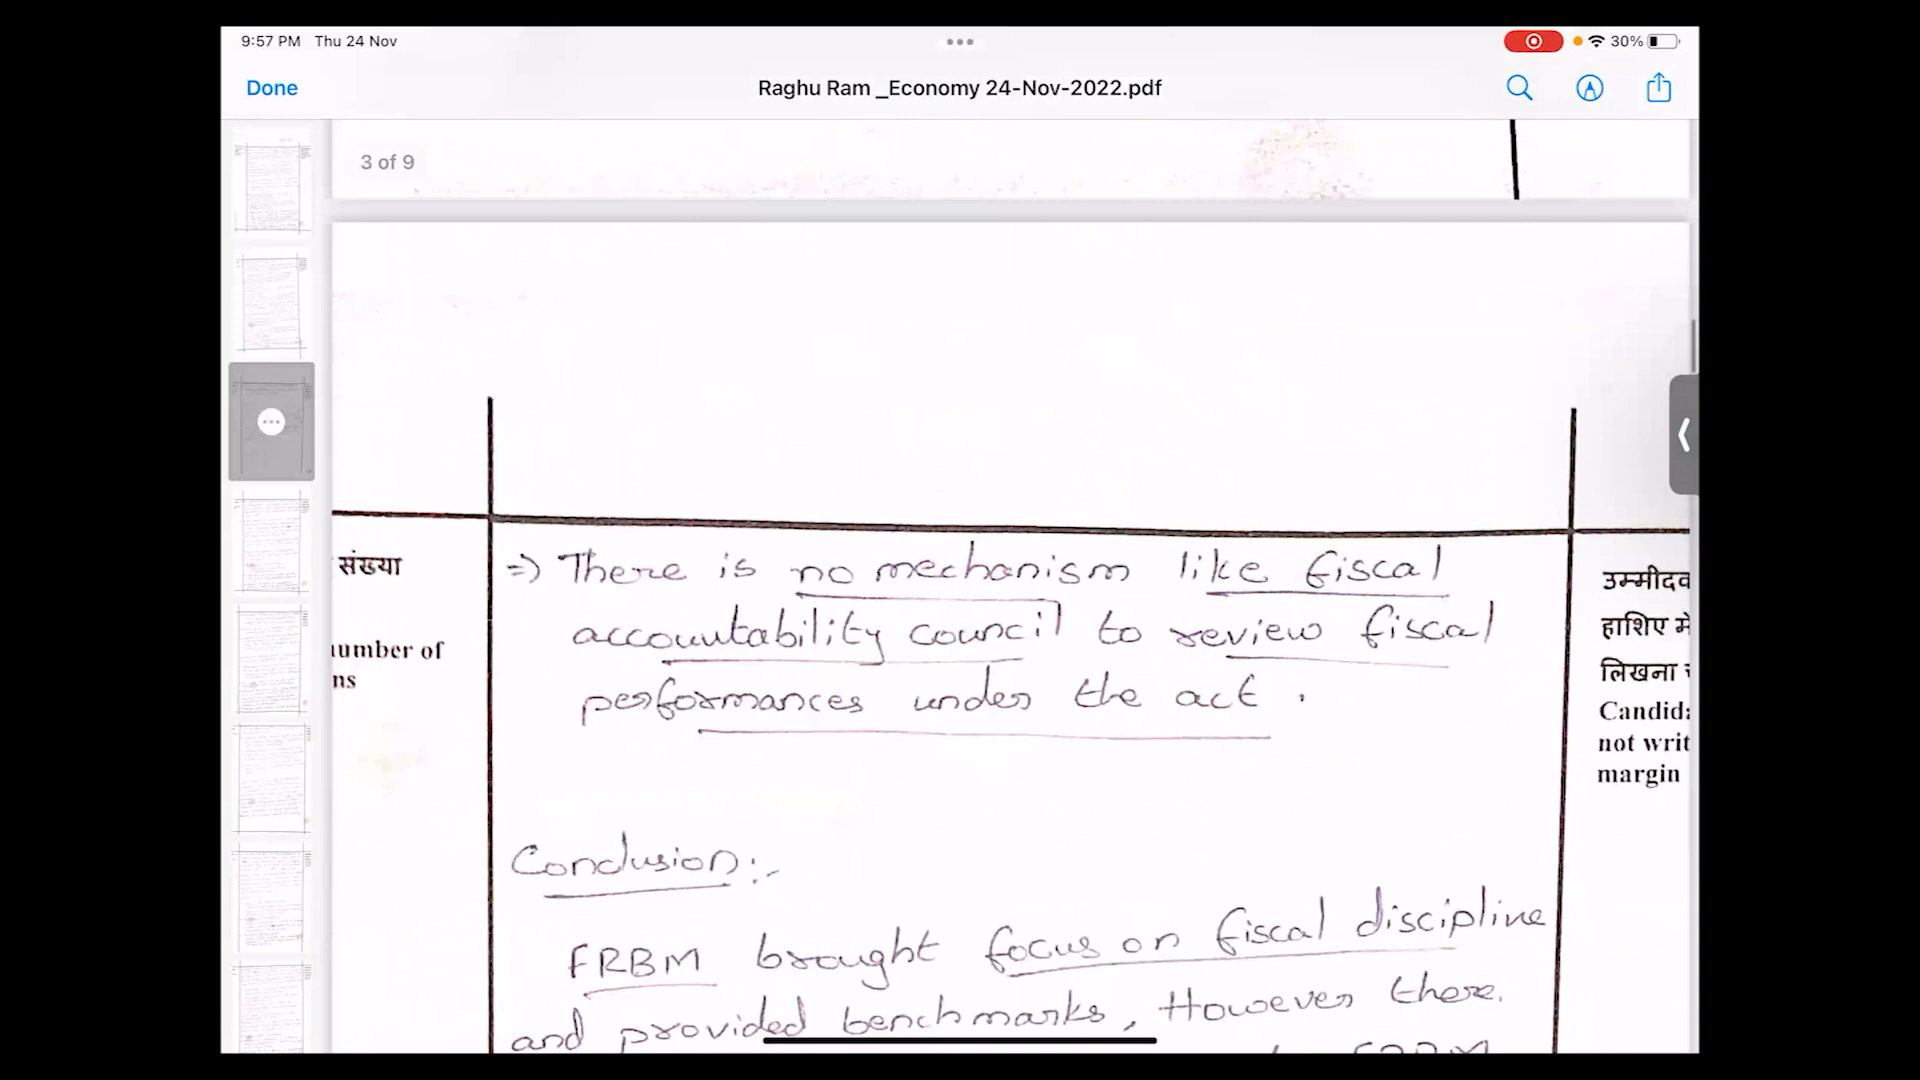 9:57 PM Thu 24 Nov
30%
Done
Raghu Ram _Economy 24-Nov-2022.pdf
3 of 9
संख्या
number of
ns
=) There is no mechanism like fiscal
accountability council to review fiscal
performances under the act.
Conclusion:-
FRBM brought focus on fiscal discipline
and provided benchmarks, However there
उम्मीदव
हाशिए में
लिखना
Candida
not writ
margin